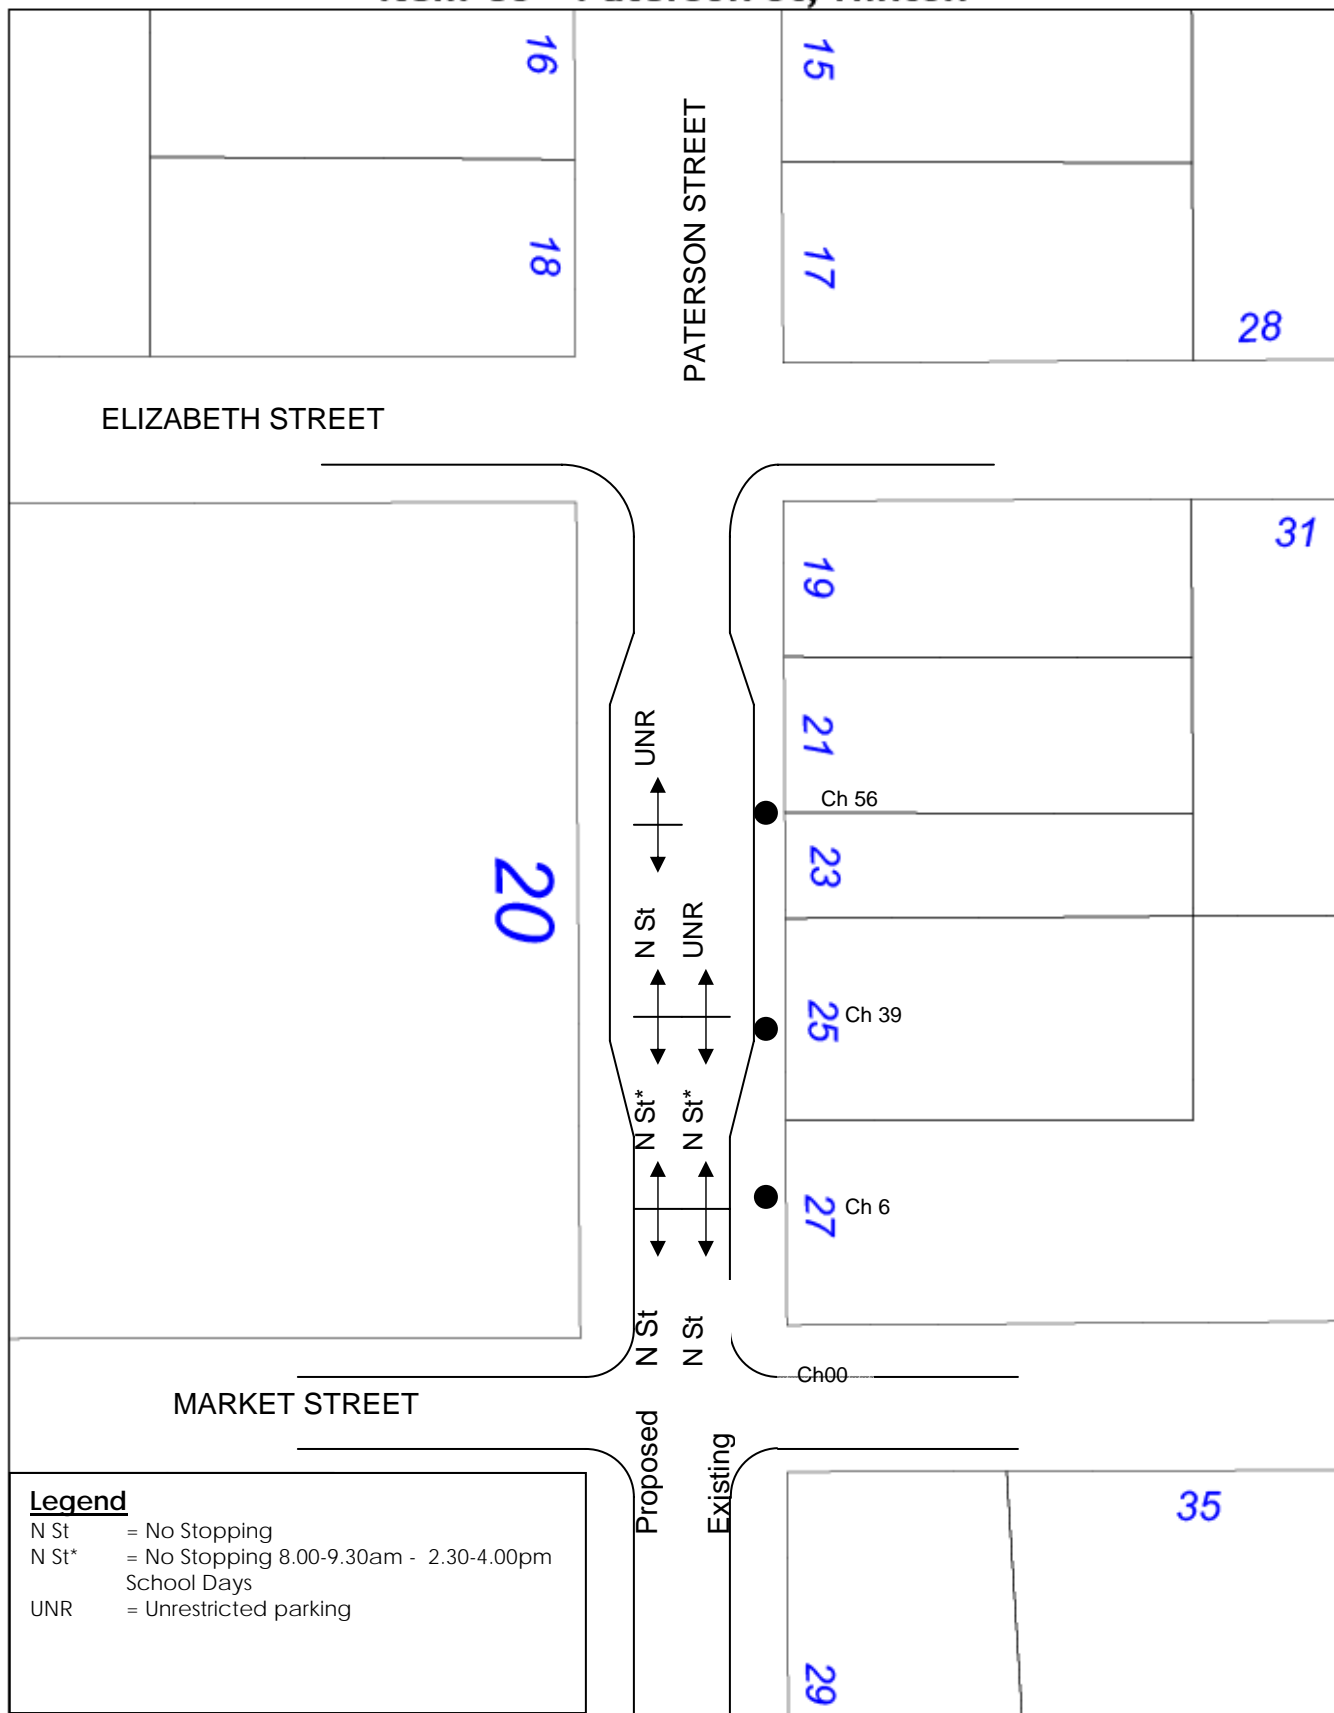 16
15
PATERSON STREET
18
17
28
ELIZABETH STREET
31
19
UNR
21
Ch 56
20
23
N St
UNR
25
Ch 39
N St*
N St*
27
Ch 6
N St
N St
Ch00
MARKET STREET
Proposed
Existing
35
29
Legend
N St = No Stopping
N St* = No Stopping 8.00-9.30am - 2.30-4.00pm
School Days
UNR = Unrestricted parking